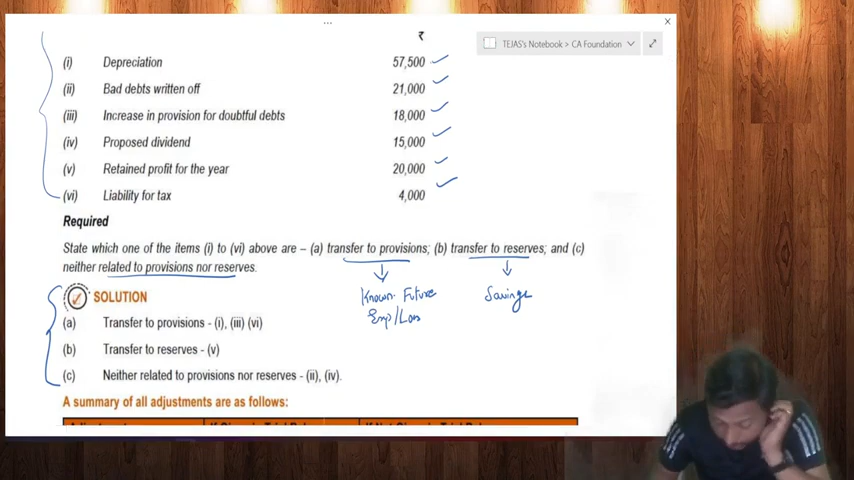 ...
₹
TEJAS's Notebook > CA Foundation
(i) Depreciation 57,500
(ii) Bad debts written off 21,000
(iii) Increase in provision for doubtful debts 18,000
(iv) Proposed dividend 15,000
(v) Retained profit for the year 20,000
(vi) Liability for tax 4,000
Required
State which one of the items (i) to (vi) above are – (a) transfer to provisions; (b) transfer to reserves; and (c)
neither related to provisions nor reserves.
Known Future
Exp/Loss
Savings
SOLUTION
(a) Transfer to provisions - (i), (iii) (vi)
(b) Transfer to reserves - (v)
(c) Neither related to provisions nor reserves - (ii), (iv).
A summary of all adjustments are as follows: